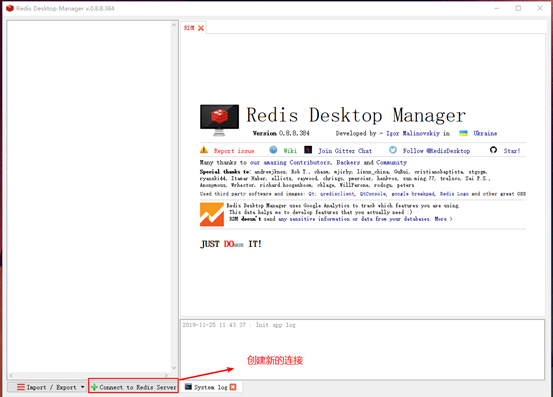 Redis Desktop Manager v.0.8.8.384
RDM
Redis Desktop Manager
Version 0.8.8.384 Developed by - Igor Malinovskiy in Ukraine
Report issue Wiki Join Gitter Chat Follow @RedisDesktop Star!
Many thanks to our amazing Contributors, Backers and Community
Special thanks to: andrewjknox, Rob T., chasm, mjirby, linux_china, GuRui, cristianobaptista, stgogm,
ryanski44, Itamar Haber, elliots, caywood, chrisgo, pearcier, hankvos, sun.ming.77, trelsco, Sai P.S.,
Anonymous, Wrhector, richard hoogenboom, cblage, WillPerone, rodogu, peters
Used third party software and images: Qt, qredisclient, QtConsole, google breakpad, Redis Logo and other great OSS
Redis Desktop Manager uses Google Analytics to track which features you are using.
This data helps me to develop features that you actually need :)
RDM doesn't send any sensitive information or data from your databases. More >
JUST DO IT!
2019-11-25 11:43:37 : Init app log
创建新的连接
Import / Export Connect to Redis Server System log